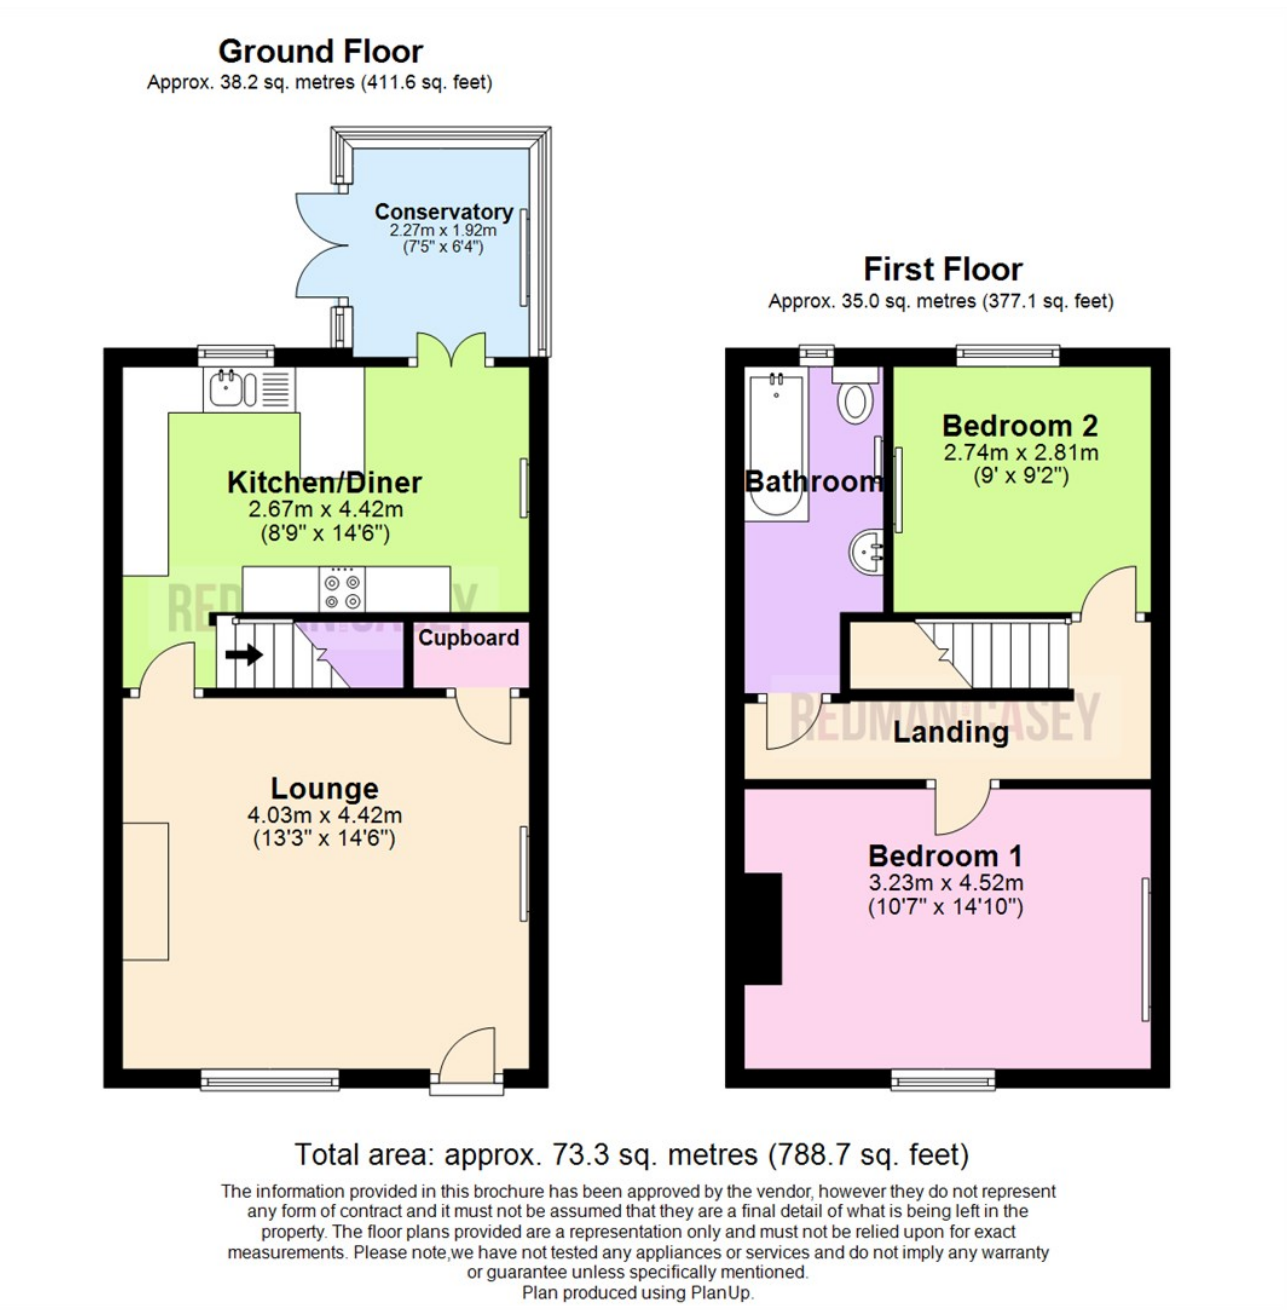 Ground Floor
Approx. 38.2 sq. metres (411.6 sq. feet)
Conservatory
2.27m x 1.92m
(7'5" x 6'4")
Kitchen/Diner
2.67m x 4.42m
(8'9" x 14'6")
Cupboard
Lounge
4.03m x 4.42m
(13'3" x 14'6")
First Floor
Approx. 35.0 sq. metres (377.1 sq. feet)
Bedroom 2
2.74m x 2.81m
(9' x 9'2")
Bathroom
REDMAN CASEY
Landing
Bedroom 1
3.23m x 4.52m
(10'7" x 14'10")
Total area: approx. 73.3 sq. metres (788.7 sq. feet)
The information provided in this brochure has been approved by the vendor, however they do not represent
any form of contract and it must not be assumed that they are a final detail of what is being left in the
property. The floor plans provided are a representation only and must not be relied upon for exact
measurements. Please note,we have not tested any appliances or services and do not imply any warranty
or guarantee unless specifically mentioned.
Plan produced using PlanUp.